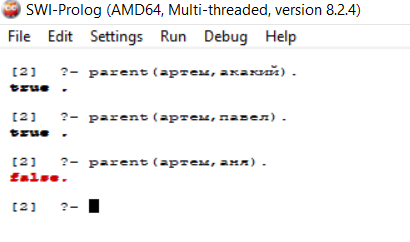 SWI-Prolog (AMD64, Multi-threaded, version 8.2.4)
File Edit Settings Run Debug Help
[2] ?- parent(артем,акакий).
true .
[2] ?- parent(артем,павел).
true .
[2] ?- parent(артем,аня).
false.
[2] ?-